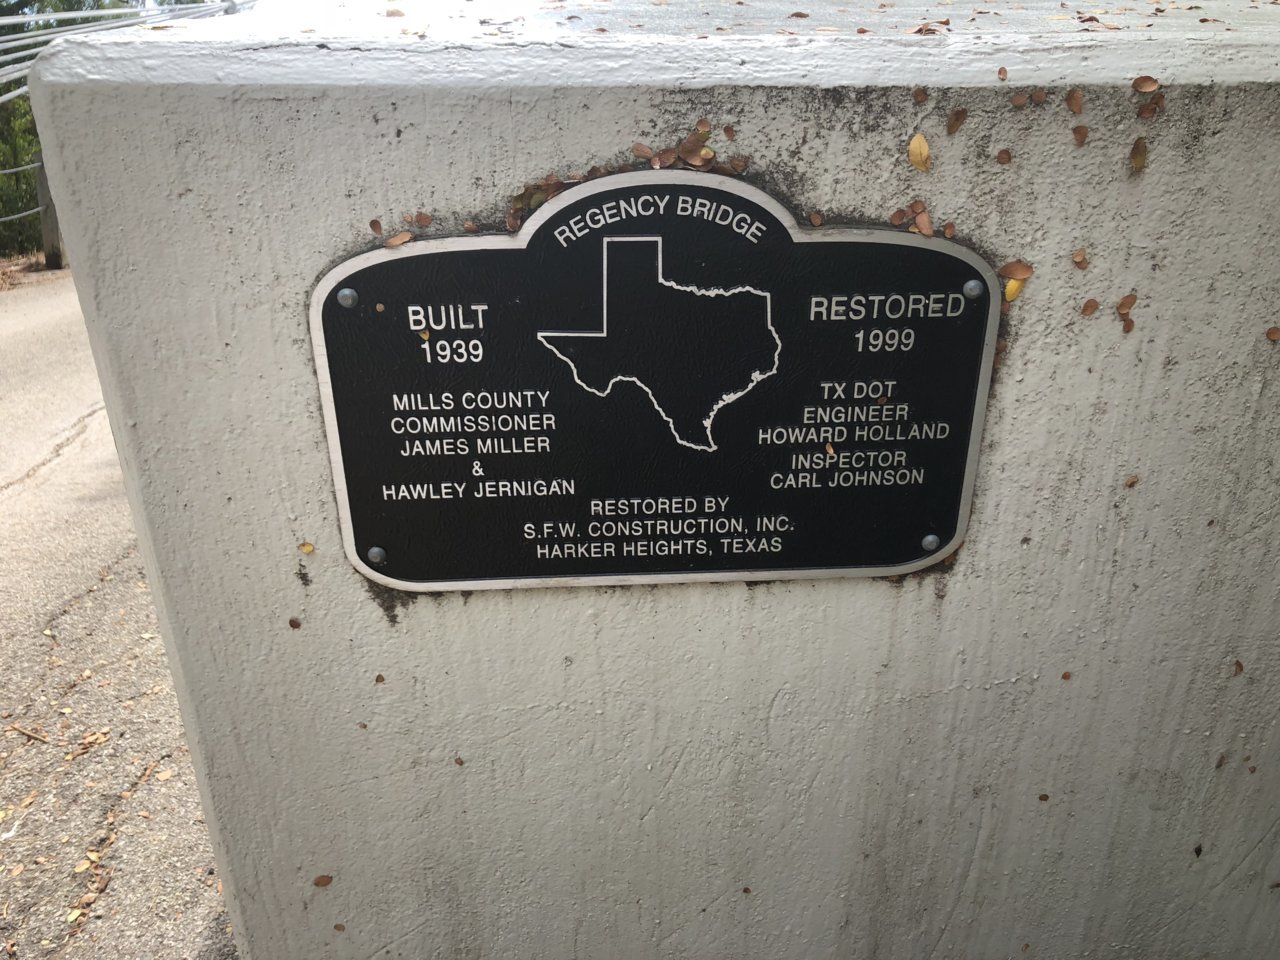 REGENCY BRIDGE
BUILT
1939
MILLS COUNTY
COMMISSIONER
JAMES MILLER
&
HAWLEY JERNIGAN
RESTORED
1999
TX DOT
ENGINEER
HOWARD HOLLAND
INSPECTOR
CARL JOHNSON
RESTORED BY
S.F.W. CONSTRUCTION, INC.
HARKER HEIGHTS, TEXAS